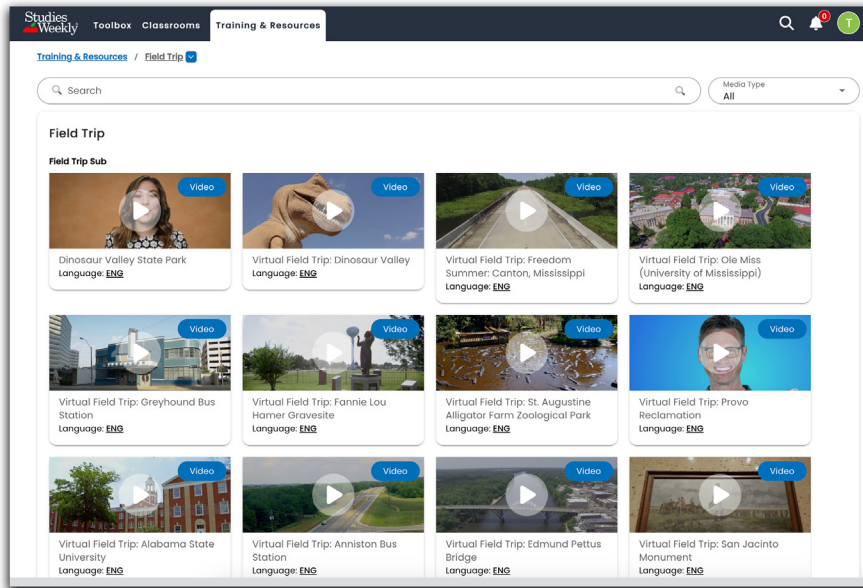 Studies Weekly
Toolbox Classrooms Training & Resources 0 T
Training & Resources / Field Trip
Search
Media Type
All
Field Trip
Field Trip Sub
Video Video Video Video
Dinosaur Valley State Park
Language: ENG
Virtual Field Trip: Dinosaur Valley
Language: ENG
Virtual Field Trip: Freedom
Summer: Canton, Mississippi
Language: ENG
Virtual Field Trip: Ole Miss
(University of Mississippi)
Language: ENG
Video Video Video Video
Virtual Field Trip: Greyhound Bus
Station
Language: ENG
Virtual Field Trip: Fannie Lou
Hamer Gravesite
Language: ENG
Virtual Field Trip: St. Augustine
Alligator Farm Zoological Park
Language: ENG
Virtual Field Trip: Provo
Reclamation
Language: ENG
Video Video Video Video
Virtual Field Trip: Alabama State
University
Language: ENG
Virtual Field Trip: Anniston Bus
Station
Language: ENG
Virtual Field Trip: Edmund Pettus
Bridge
Language: ENG
Virtual Field Trip: San Jacinto
Monument
Language: ENG